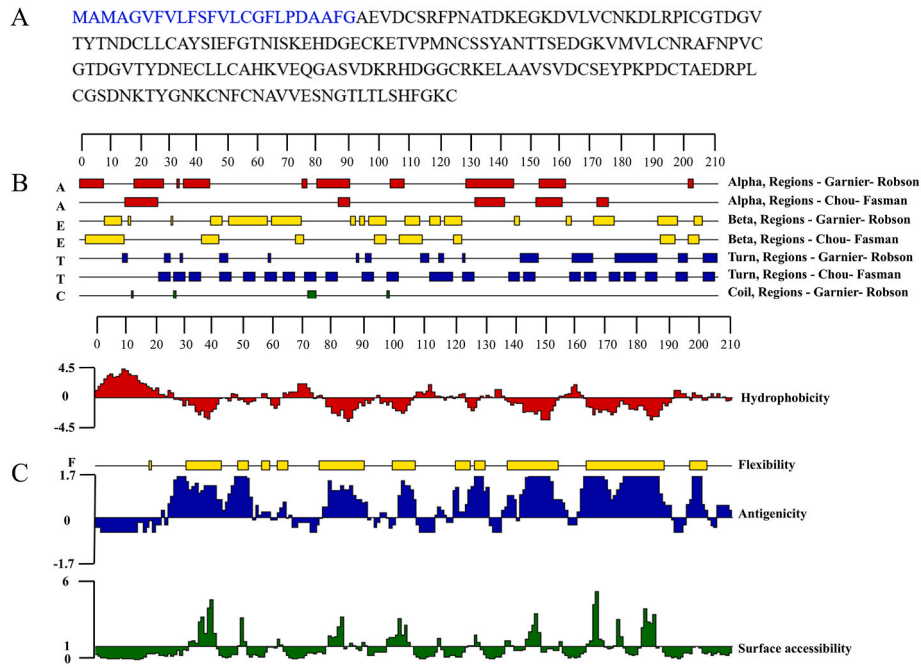 A
MAMAGVFVLFSFVLCGFLPDAAFGAEVDCSRFPNATDKEGKDVLVCNKDLRPICGTDGV
TYTNDCLLCAYSIEFGTNISKEHDGECKETVPMNCSSYANTTSEDGKVMVLCNRAFNPVC
GTDGVTYDNECLLCAHKVEQGASVDKRHDGGCRKELAAVSVDCSEYPKPDCTAEDRPL
CGSDNKTYGNKCNFCNAVVESNGTLTLSHFGKC
0 10 20 30 40 50 60 70 80 90 100 110 120 130 140 150 160 170 180 190 200 210
B
A Alpha, Regions - Garnier- Robson
A Alpha, Regions - Chou- Fasman
E Beta, Regions - Garnier- Robson
E Beta, Regions - Chou- Fasman
T Turn, Regions - Garnier- Robson
T Turn, Regions - Chou- Fasman
C Coil, Regions - Garnier- Robson
0 10 20 30 40 50 60 70 80 90 100 110 120 130 140 150 160 170 180 190 200 210
4.5
0 Hydrophobicity
-4.5
C
F Flexibility
1.7
0 Antigenicity
-1.7
6
1 Surface accessibility
0